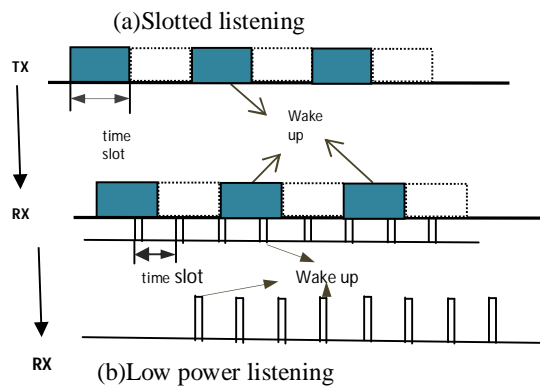 (a)Slotted listening
TX
Wake
up
time
slot
RX
time slot
Wake up
RX
(b)Low power listening